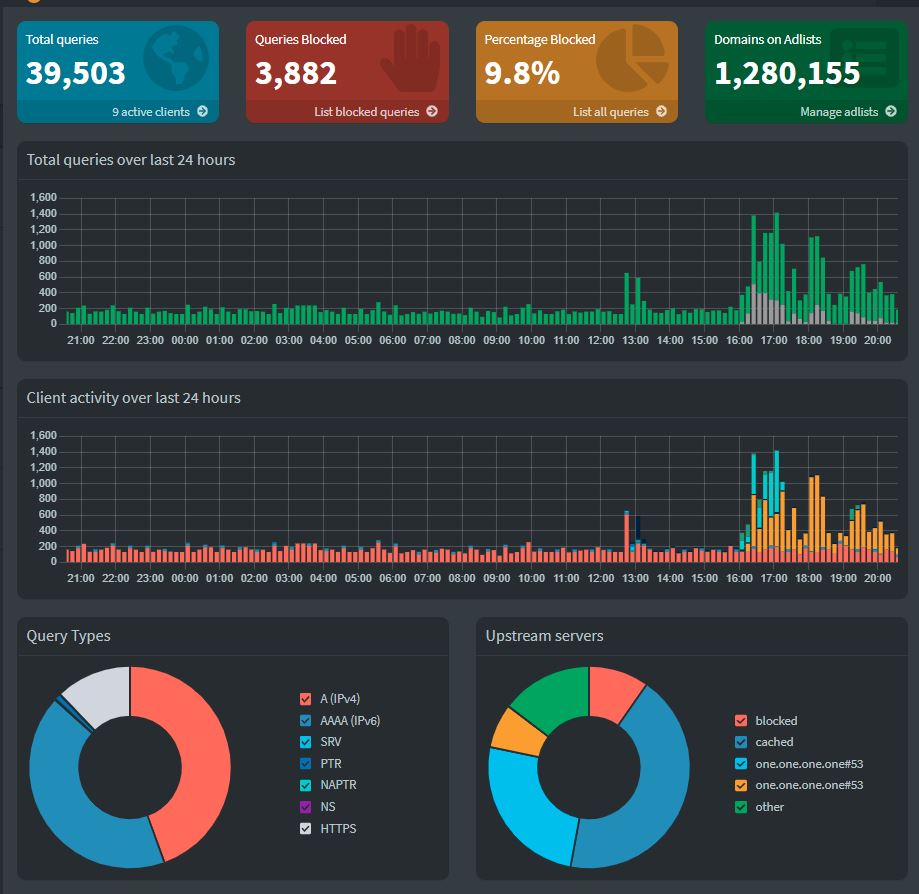 Total queries
39,503
9 active clients
Queries Blocked
3,882
List blocked queries
Percentage Blocked
9.8%
List all queries
Domains on Adlists
1,280,155
Manage adlists
Total queries over last 24 hours
1,600
1,400
1,200
1,000
800
600
400
200
0
21:00 22:00 23:00 00:00 01:00 02:00 03:00 04:00 05:00 06:00 07:00 08:00 09:00 10:00 11:00 12:00 13:00 14:00 15:00 16:00 17:00 18:00 19:00 20:00
Client activity over last 24 hours
1,600
1,400
1,200
1,000
800
600
400
200
0
21:00 22:00 23:00 00:00 01:00 02:00 03:00 04:00 05:00 06:00 07:00 08:00 09:00 10:00 11:00 12:00 13:00 14:00 15:00 16:00 17:00 18:00 19:00 20:00
Query Types
A (IPv4)
AAAA (IPv6)
SRV
PTR
NAPTR
NS
HTTPS
Upstream servers
blocked
cached
one.one.one.one#53
one.one.one.one#53
other